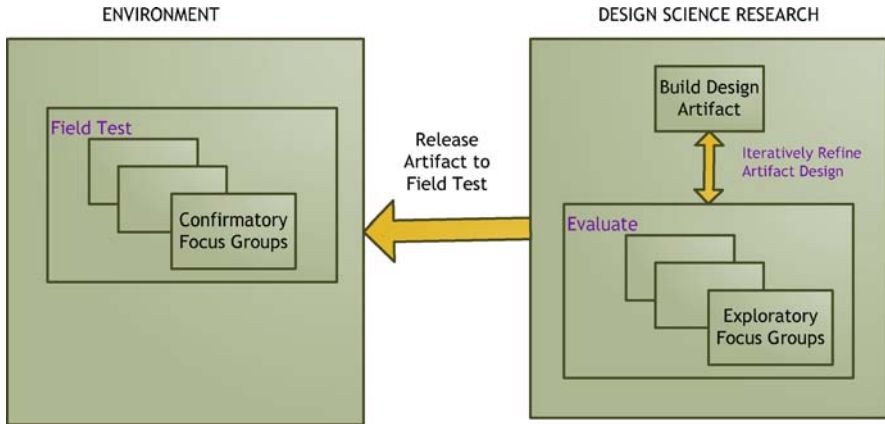 ENVIRONMENT
DESIGN SCIENCE RESEARCH
Field Test
Confirmatory
Focus Groups
Release
Artifact to
Field Test
Build Design
Artifact
Iteratively Refine
Artifact Design
Evaluate
Exploratory
Focus Groups